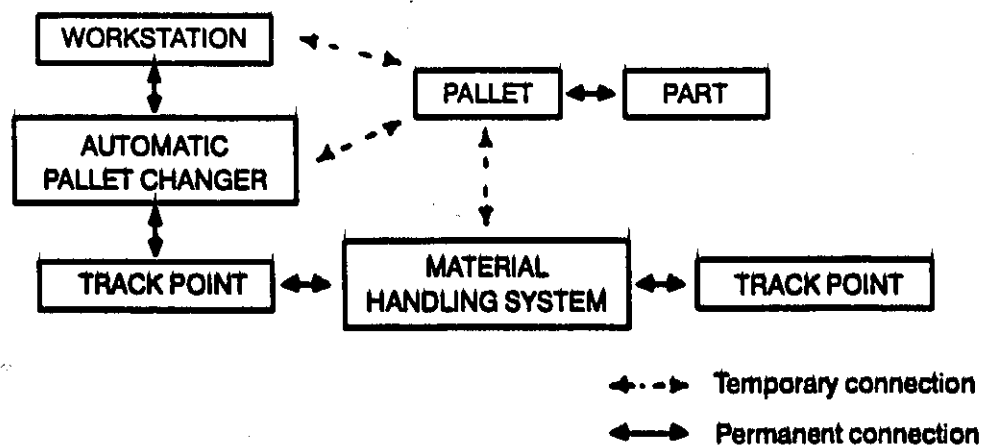 WORKSTATION
PALLET
PART
AUTOMATIC
PALLET CHANGER
TRACK POINT
MATERIAL
HANDLING SYSTEM
TRACK POINT
Temporary connection
Permanent connection